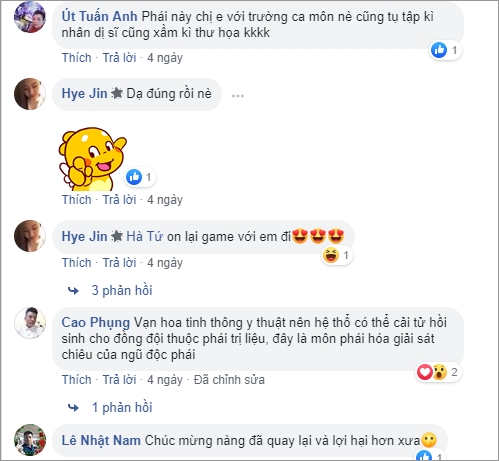 Út Tuấn Anh Phái này chị e với trường ca môn nè cũng tụ tập kì
nhân dị sĩ cũng xầm kì thư họa kkkk
1
Thích · Trả lời · 4 ngày
Hye Jin Dạ đúng rồi nè
1
Thích · Trả lời · 4 ngày
Hye Jin Hà Tứ on lại game với em đi
1
Thích · Trả lời · 4 ngày
3 phản hồi
Cao Phụng Vạn hoa tinh thông y thuật nên hệ thổ có thể cải tử hồi
sinh cho đồng đội thuộc phái trị liệu, đây là môn phái hóa giải sát
chiêu của ngũ độc phái
2
Thích · Trả lời · 4 ngày · Đã chỉnh sửa
1 phản hồi
Lê Nhật Nam Chúc mừng nàng đã quay lại và lợi hại hơn xưa
1